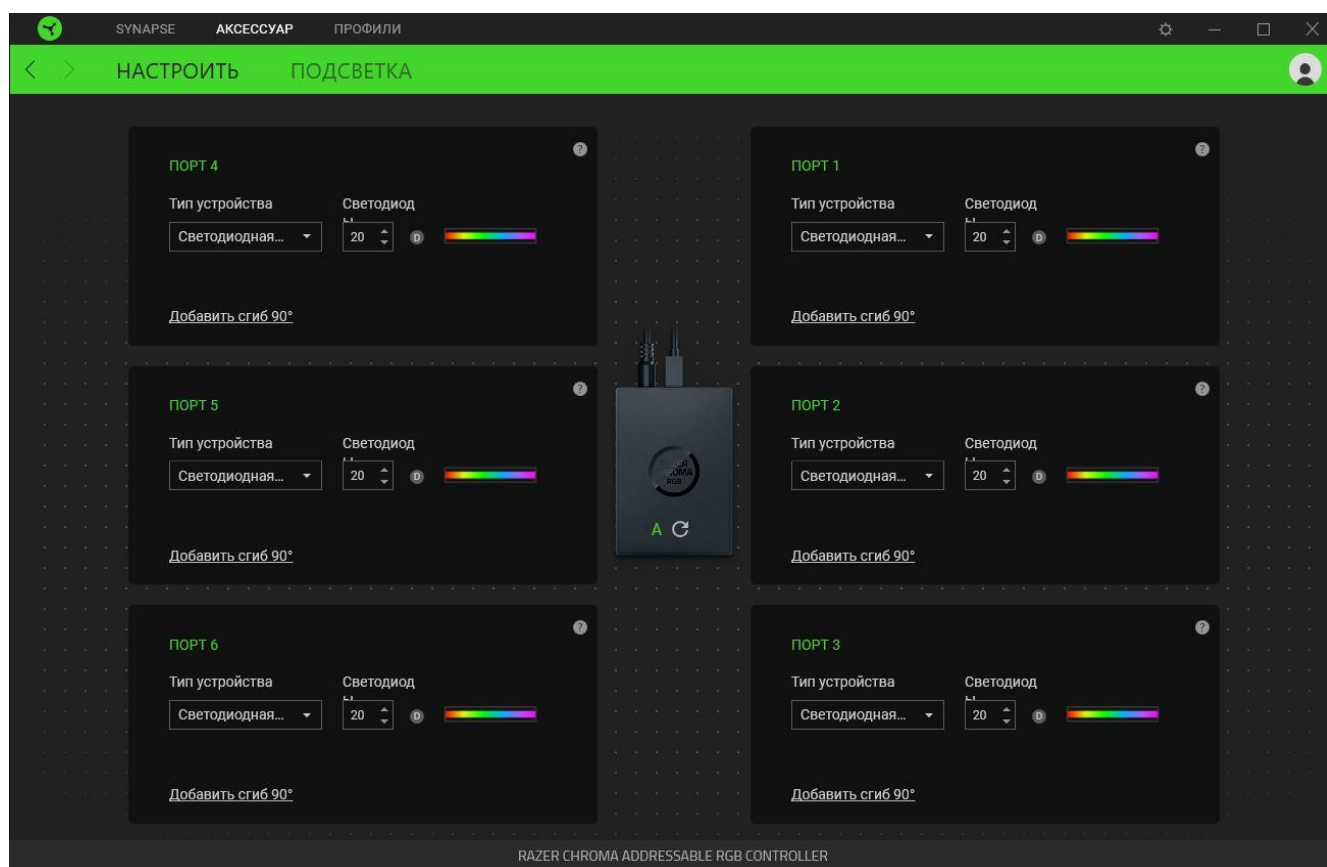 SYNAPSE АКСЕССУАР ПРОФИЛИ
НАСТРОИТЬ ПОДСВЕТКА
ПОРТ 4
Тип устройства Светодиод
Светодиодная... 20 D
Добавить сгиб 90°
ПОРТ 1
Тип устройства Светодиод
Светодиодная... 20 D
Добавить сгиб 90°
ПОРТ 5
Тип устройства Светодиод
Светодиодная... 20 D
Добавить сгиб 90°
RGB
A
ПОРТ 2
Тип устройства Светодиод
Светодиодная... 20 D
Добавить сгиб 90°
ПОРТ 6
Тип устройства Светодиод
Светодиодная... 20 D
Добавить сгиб 90°
ПОРТ 3
Тип устройства Светодиод
Светодиодная... 20 D
Добавить сгиб 90°
RAZER CHROMA ADDRESSABLE RGB CONTROLLER